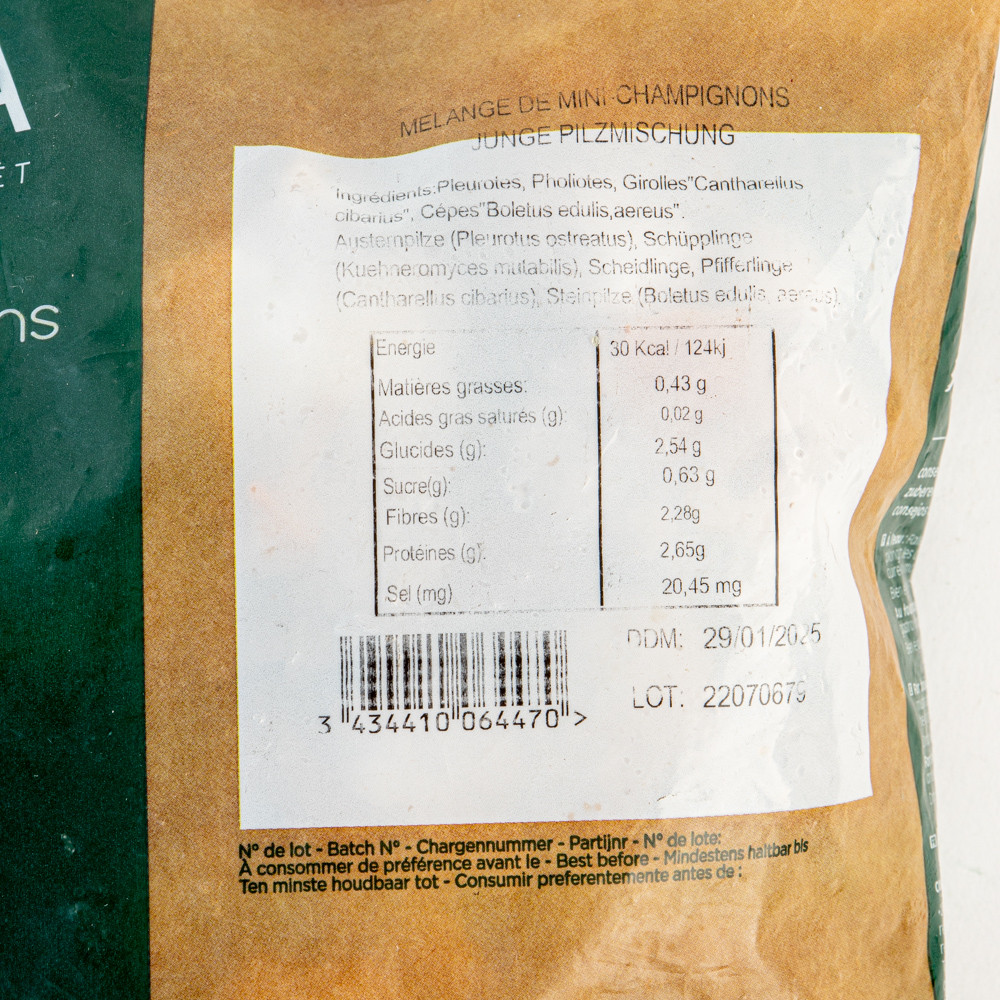 A
ET
ns
MELANGE DE MINI CHAMPIGNONS
JUNGE PILZMISCHUNG
Ingrédients:Pleurotes, Pholiotes, Girolles"Cantharellus
cibarius", Cépes"Boletus edulis,aereus".
Austernpilze (Pleurotus ostreatus), Schüpplinge
(Kuehneromyces mutabilis), Scheidlinge, Pfifferlinge
(Cantharellus cibarius), Steinpilze (Boletus edulis, aereus).
Energie 30 Kcal / 124kj
Matières grasses: 0,43 g
Acides gras saturés (g): 0,02 g
Glucides (g): 2,54 g
Sucre(g): 0,63 g
Fibres (g): 2,28g
Protéines (g): 2,65g
Sel (mg) 20,45 mg
DDM: 29/01/2025
LOT: 22070679
3 434410 064470 >
N° de lot - Batch N° - Chargennummer - Partijnr - N° de lote:
À consommer de préférence avant le - Best before - Mindestens haltbar bis
Ten minste houdbaar tot - Consumir preferentemente antes de :